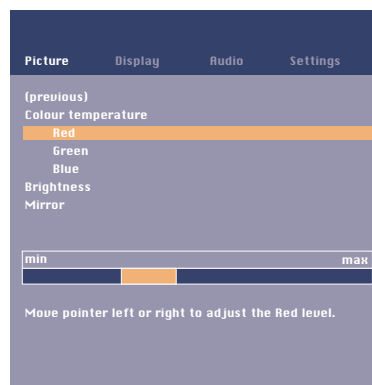 Picture Display Audio Settings
(previous)
Colour temperature
Red
Green
Blue
Brightness
Mirror
min max
Move pointer left or right to adjust the Red level.